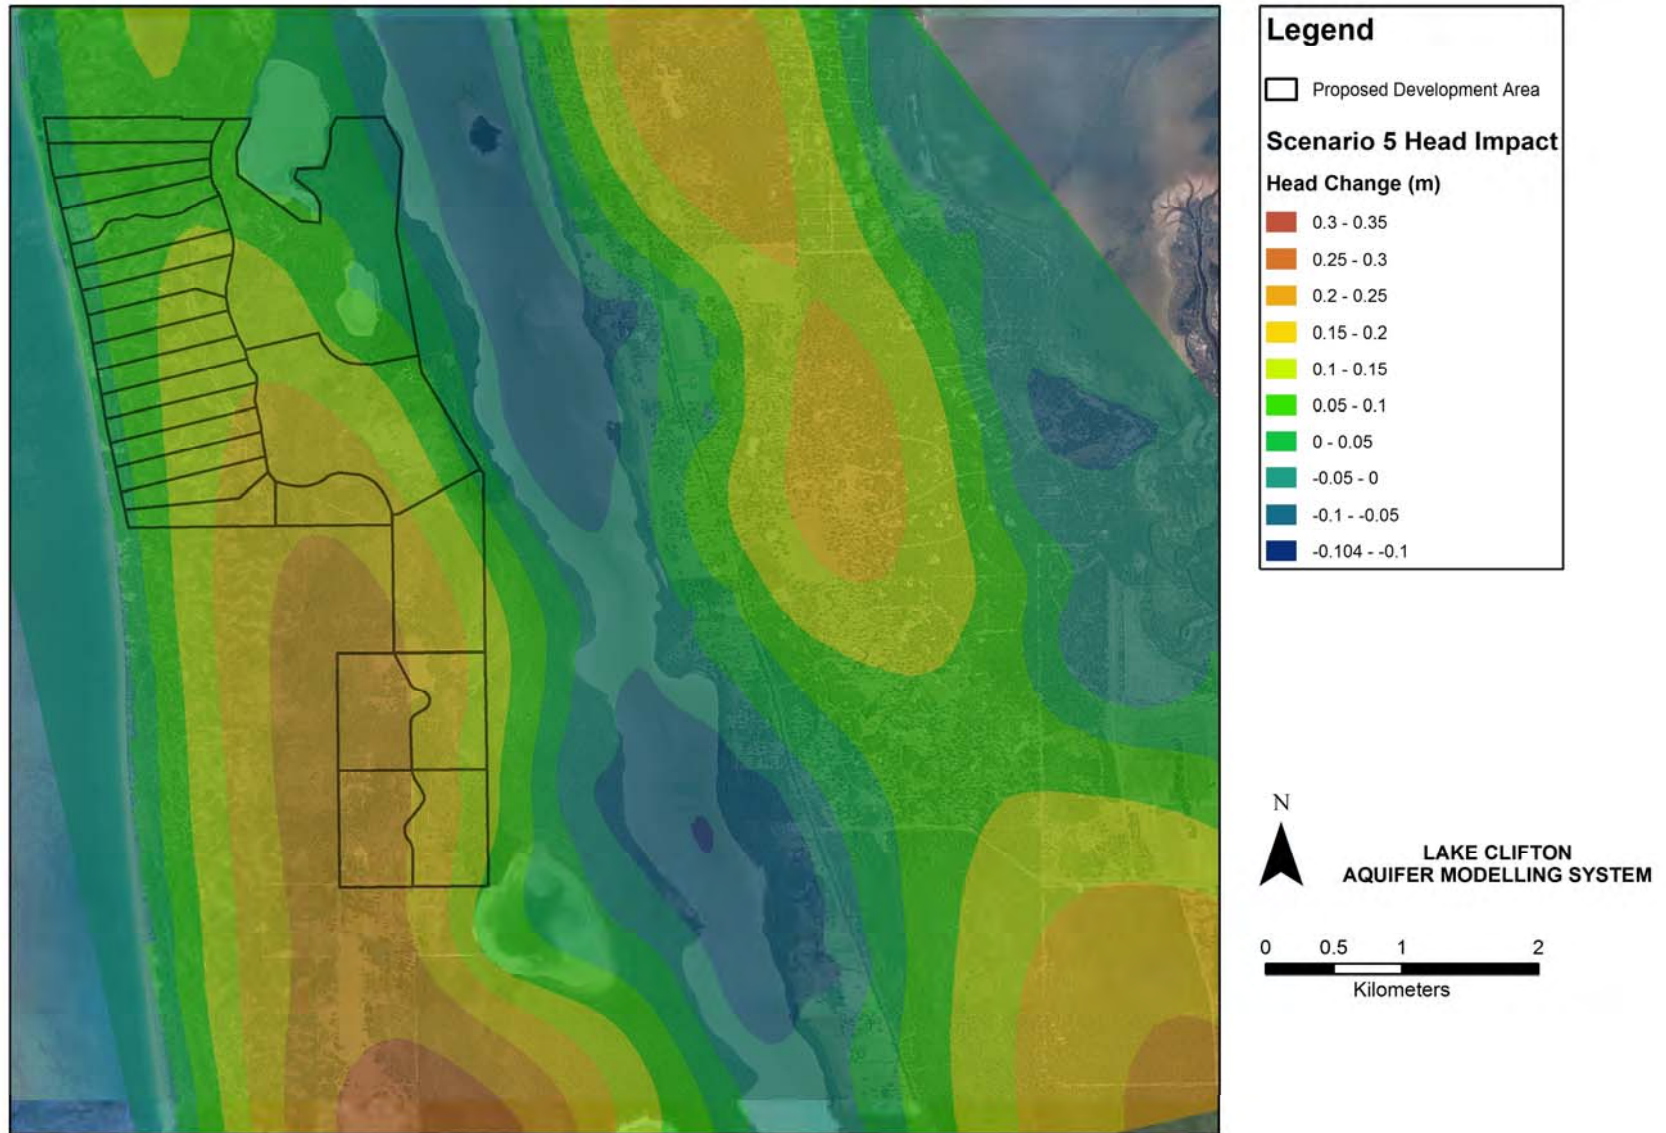 Legend
Proposed Development Area
Scenario 5 Head Impact
Head Change (m)
0.3 - 0.35
0.25 - 0.3
0.2 - 0.25
0.15 - 0.2
0.1 - 0.15
0.05 - 0.1
0 - 0.05
-0.05 - 0
-0.1 - -0.05
-0.104 - -0.1
N
LAKE CLIFTON
AQUIFER MODELLING SYSTEM
0 0.5 1 2
Kilometers